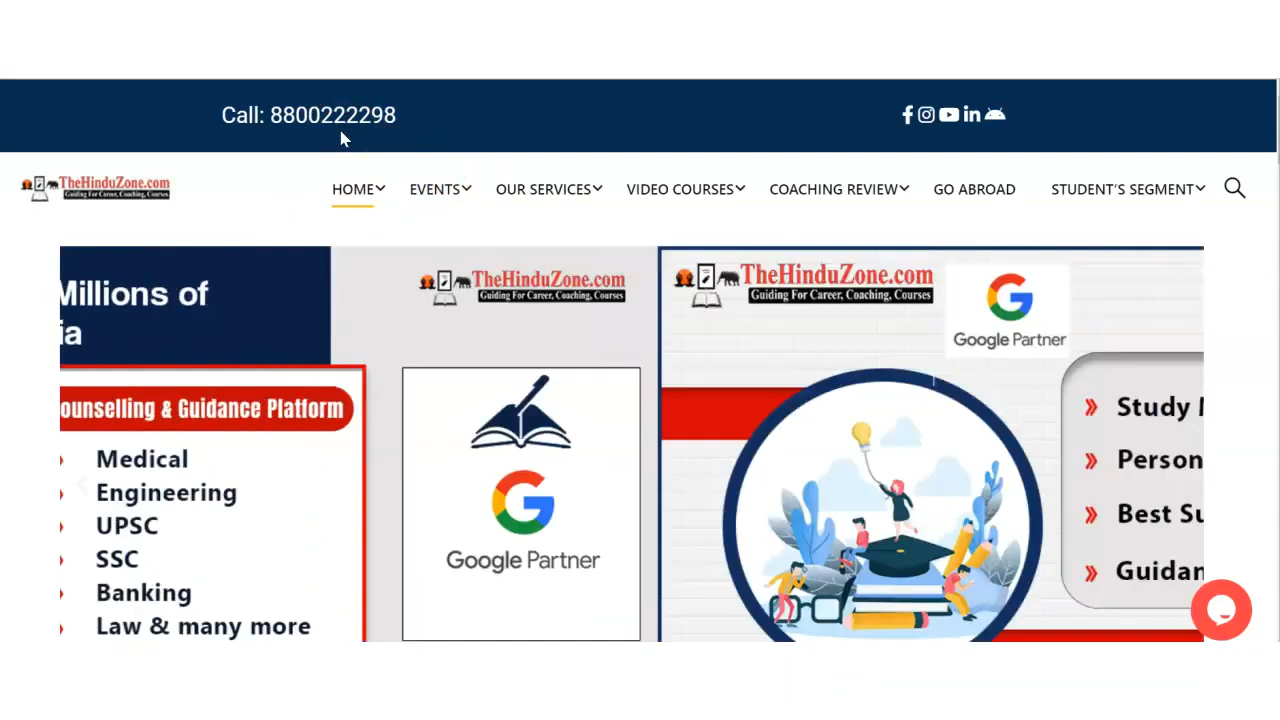 Call: 8800222298
TheHinduZone.com
Guiding For Career, Coaching, Courses
HOME EVENTS OUR SERVICES VIDEO COURSES COACHING REVIEW GO ABROAD STUDENT'S SEGMENT
Millions of
ia
ounselling & Guidance Platform
Medical
Engineering
UPSC
SSC
Banking
Law & many more
TheHinduZone.com
Guiding For Career, Coaching, Courses
Google Partner
TheHinduZone.com
Guiding For Career, Coaching, Courses
Google Partner
Study
Person
Best Su
Guidan